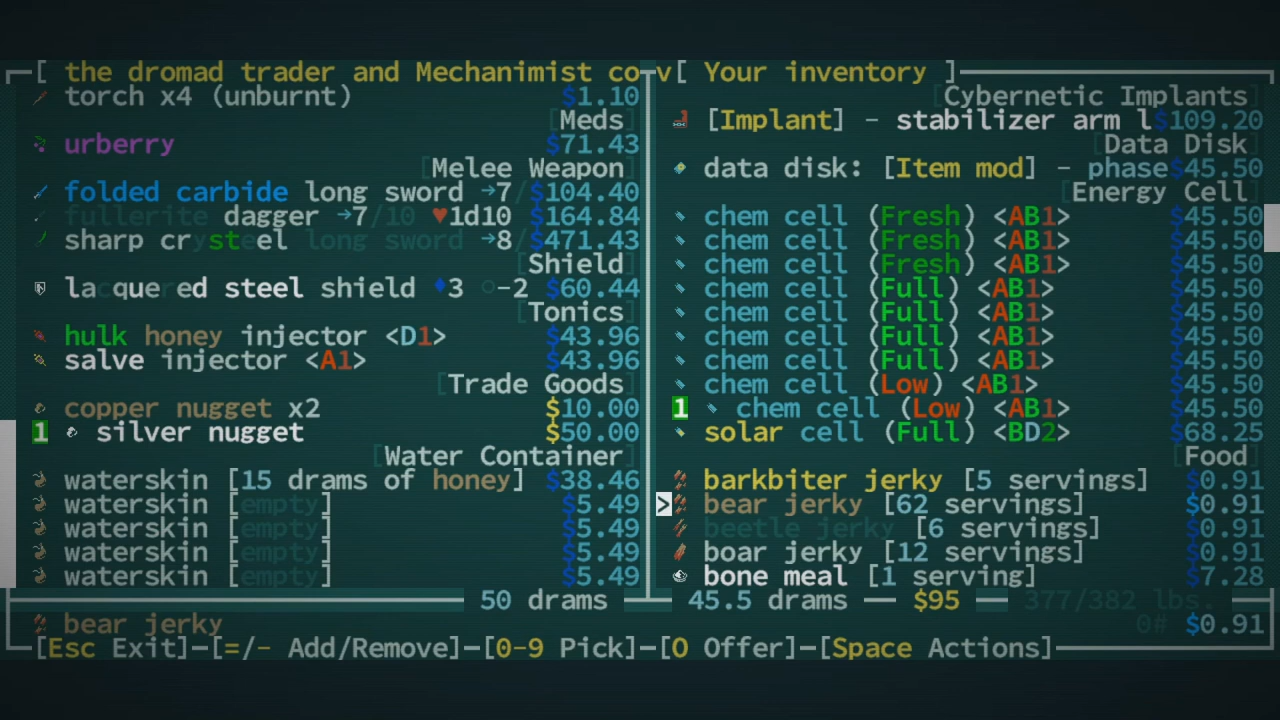 [ the dromad trader and Mechanimist co
torch x4 (unburnt) $1.10
[Meds]
urberry $71.43
[Melee Weapon]
folded carbide long sword →7/ $104.40
fullerite dagger →7/10 ♥1d10 $164.84
sharp crysteel long sword →8/ $471.43
[Shield]
lacquered steel shield ♦3 ○-2 $60.44
[Tonics]
hulk honey injector <D1> $43.96
salve injector <A1> $43.96
[Trade Goods]
copper nugget x2 $10.00
1 silver nugget $50.00
[Water Container]
waterskin [15 drams of honey] $38.46
waterskin [empty] $5.49
waterskin [empty] $5.49
waterskin [empty] $5.49
waterskin [empty] $5.49
50 drams
v[ Your inventory ]
[Cybernetic Implants]
[Implant] - stabilizer arm l$109.20
[Data Disk]
data disk: [Item mod] - phase$45.50
[Energy Cell]
chem cell (Fresh) <AB1> $45.50
chem cell (Fresh) <AB1> $45.50
chem cell (Fresh) <AB1> $45.50
chem cell (Full) <AB1> $45.50
chem cell (Full) <AB1> $45.50
chem cell (Full) <AB1> $45.50
chem cell (Full) <AB1> $45.50
chem cell (Low) <AB1> $45.50
1 chem cell (Low) <AB1> $45.50
solar cell (Full) <BD2> $68.25
[Food]
barkbiter jerky [5 servings] $0.91
> bear jerky [62 servings] $0.91
beetle jerky [6 servings] $0.91
boar jerky [12 servings] $0.91
bone meal [1 serving] $7.28
45.5 drams — $95 — 377/382 lbs.
bear jerky 0# $0.91
[Esc Exit]-[=/- Add/Remove]-[0-9 Pick]-[O Offer]-[Space Actions]